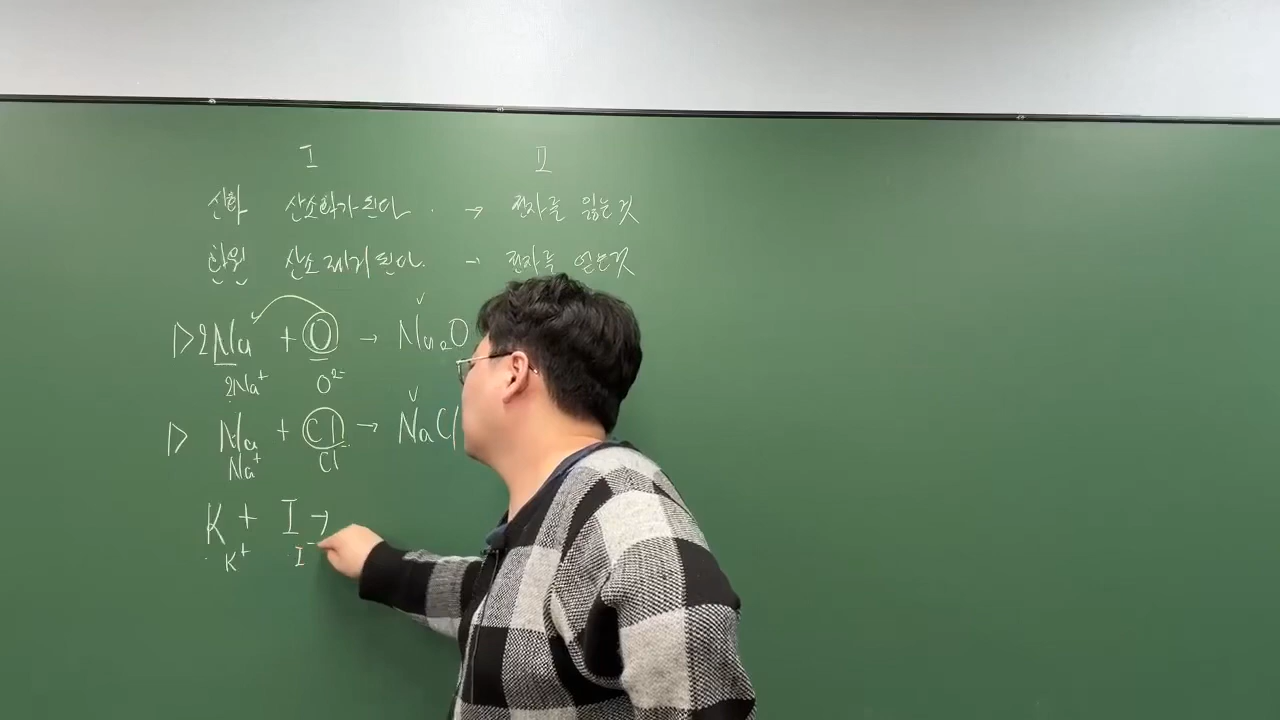 I II
산화 산소화가 된다. → 전자를 잃는 것
환원 산소 제거 된다. → 전자를 얻는 것
▷ 2Na + O → Na₂O
2Na⁺ O²⁻
▷ Na + Cl → NaCl
Na⁺ Cl
K + I →
K⁺ I⁻